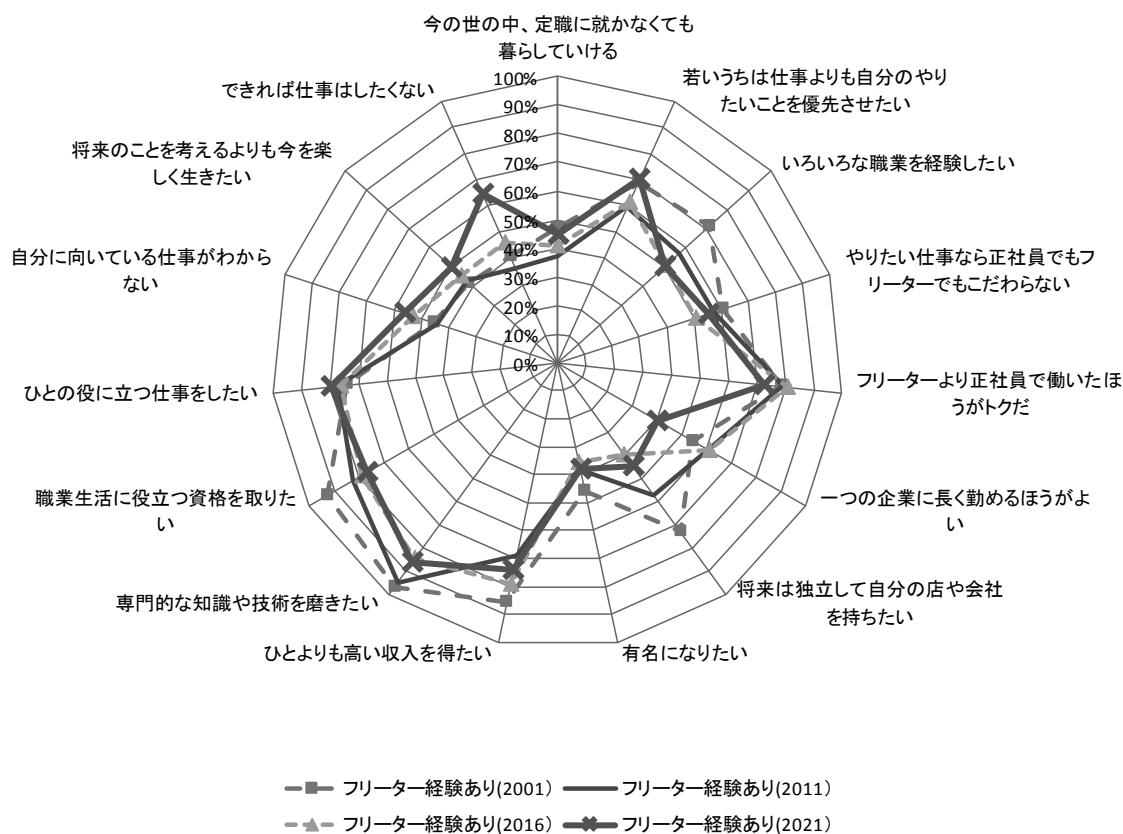 今の世の中、定職に就かなくても
暮らしていける
若いうちは仕事よりも自分のやり
たいことを優先させたい
いろいろな職業を経験したい
やりたい仕事なら正社員でもフ
リーターでもこだわらない
フリーターより正社員で働いたほ
うがトクだ
一つの企業に長く勤めるほうがよ
い
将来は独立して自分の店や会社
を持ちたい
有名になりたい
ひとよりも高い収入を得たい
専門的な知識や技術を磨きたい
職業生活に役立つ資格を取りた
い
ひとの役に立つ仕事をしたい
自分に向いている仕事がわから
ない
将来のことを考えるよりも今を楽
しく生きたい
できれば仕事はしたくない
100%
90%
80%
70%
60%
50%
40%
30%
20%
10%
0%
フリーター経験あり(2001) フリーター経験あり(2011)
フリーター経験あり(2016) フリーター経験あり(2021)